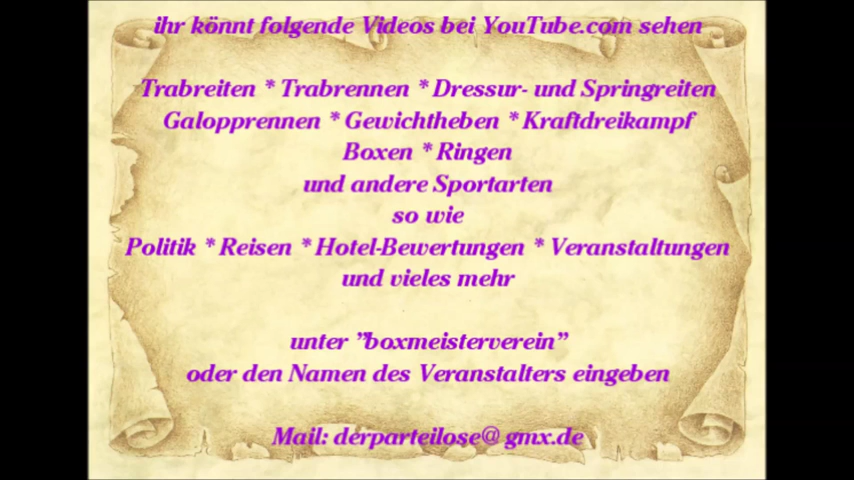 ihr könnt folgende Videos bei YouTube.com sehen
Trabreiten * Trabrennen * Dressur- und Springreiten
Galopprennen * Gewichtheben * Kraftdreikampf
Boxen * Ringen
und andere Sportarten
so wie
Politik * Reisen * Hotel-Bewertungen * Veranstaltungen
und vieles mehr
unter "boxmeisterverein"
oder den Namen des Veranstalters eingeben
Mail: derparteilose@gmx.de